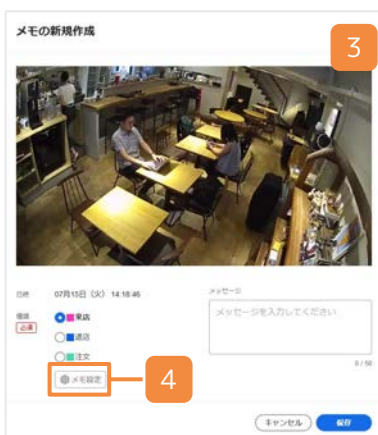 メモの新規作成
3
日時
07月15日 (火) 14:18:46
メッセージ
メッセージを入力してください
種類
必須
来店
退店
注文
0 / 50
メモ設定
4
キャンセル
保存